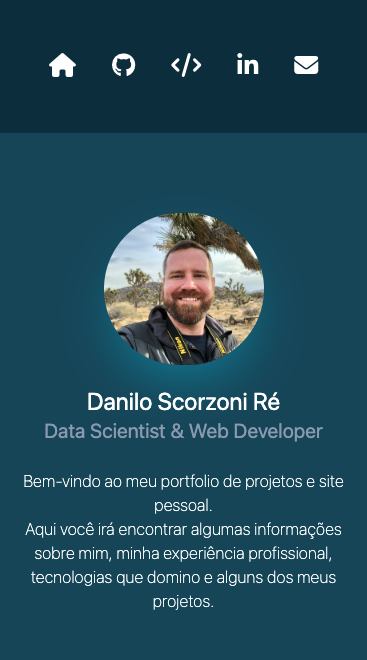 Danilo Scorzoni Ré
Data Scientist & Web Developer
Bem-vindo ao meu portfolio de projetos e site
pessoal.
Aqui você irá encontrar algumas informações
sobre mim, minha experiência profissional,
tecnologias que domino e alguns dos meus
projetos.